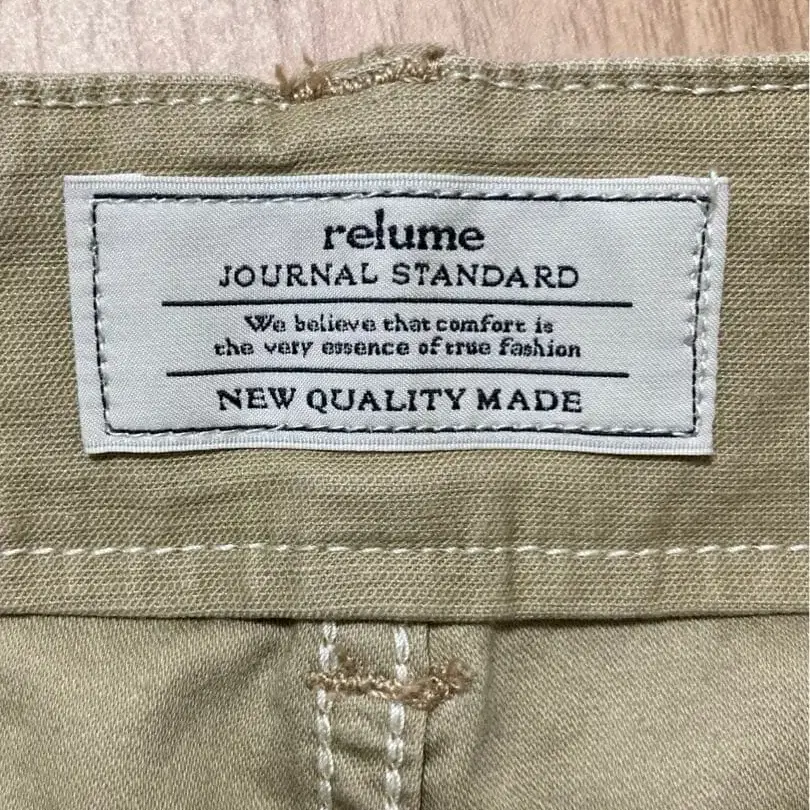 relume
JOURNAL STANDARD
We believe that comfort is
the very essence of true fashion
NEW QUALITY MADE